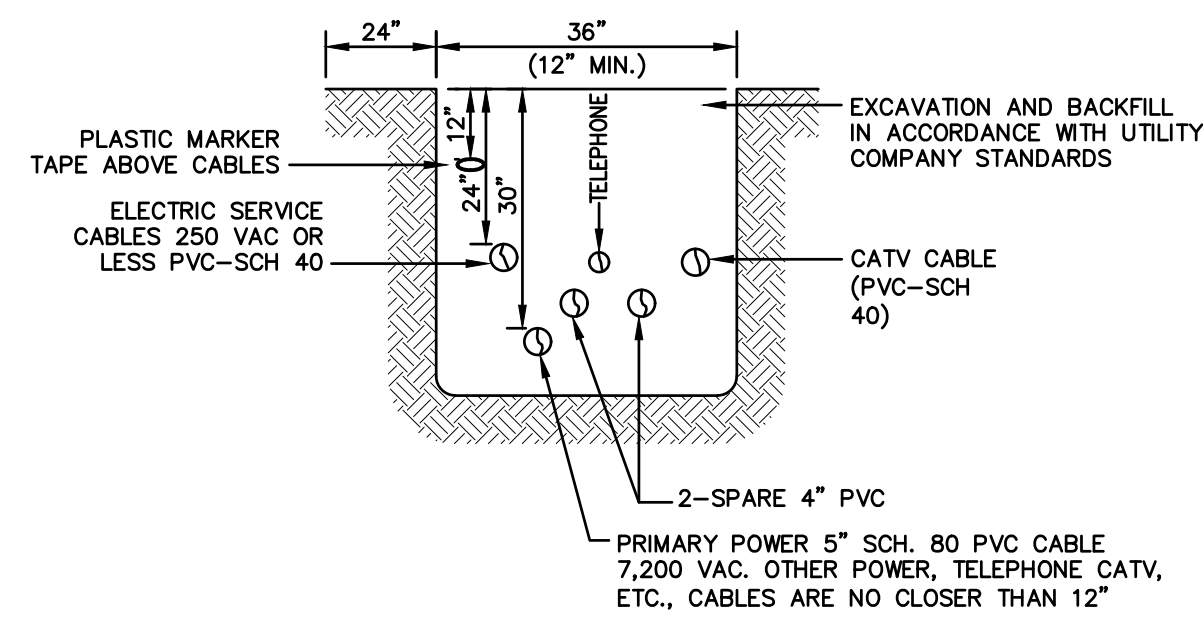 24”
36”
(12” MIN.)
PLASTIC MARKER
TAPE ABOVE CABLES
12”
24”
30”
TELEPHONE
EXCAVATION AND BACKFILL
IN ACCORDANCE WITH UTILITY
COMPANY STANDARDS
ELECTRIC SERVICE
CABLES 250 VAC OR
LESS PVC-SCH 40
CATV CABLE
(PVC-SCH
40)
2-SPARE 4” PVC
PRIMARY POWER 5” SCH. 80 PVC CABLE
7,200 VAC. OTHER POWER, TELEPHONE CATV,
ETC., CABLES ARE NO CLOSER THAN 12”